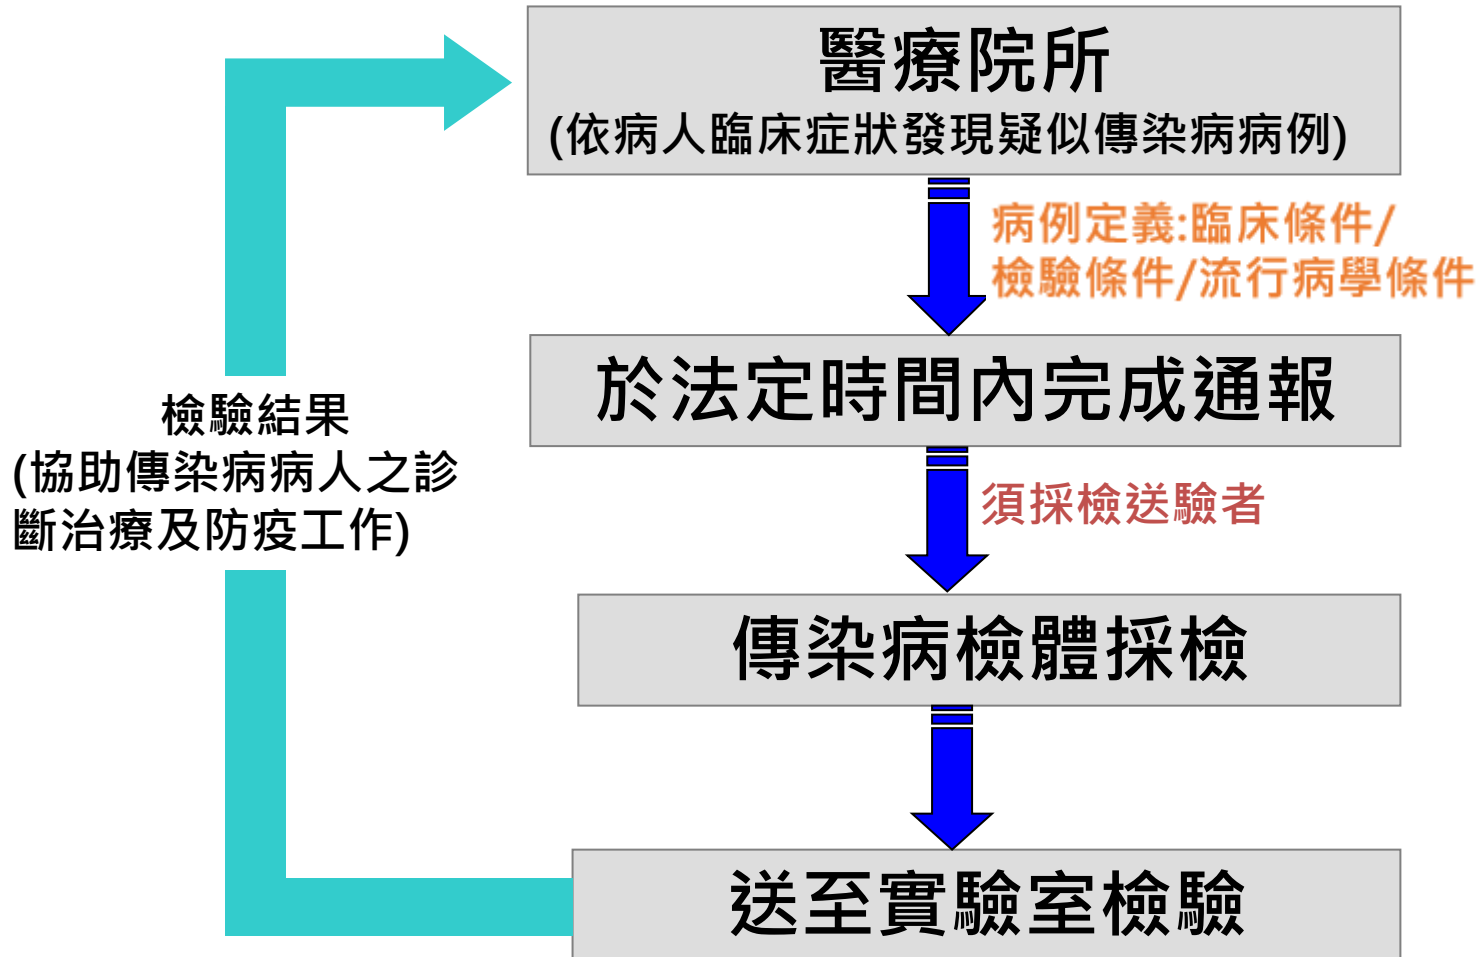 醫療院所
(依病人臨床症狀發現疑似傳染病病例)
病例定義:臨床條件/
檢驗條件/流行病學條件
於法定時間內完成通報
檢驗結果
(協助傳染病病人之診
斷治療及防疫工作)
須採檢送驗者
傳染病檢體採檢
送至實驗室檢驗